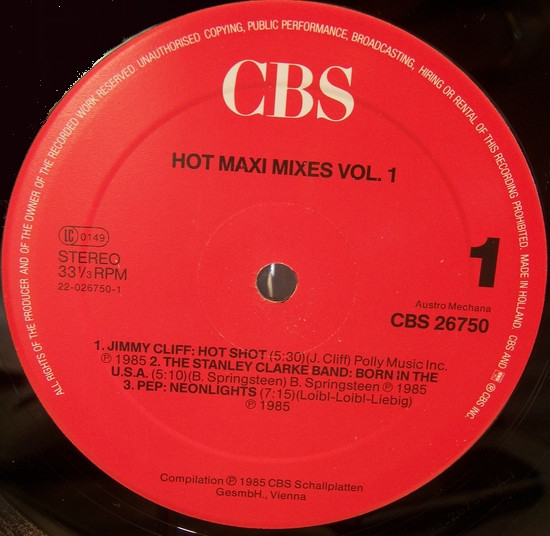 ALL RIGHTS OF THE PRODUCER AND OF THE OWNER OF THE RECORDED WORK RESERVED. UNAUTHORISED COPYING, PUBLIC PERFORMANCE, BROADCASTING, HIRING OR RENTAL OF THIS RECORDING PROHIBITED. MADE IN HOLLAND. CBS AND ® CBS INC.
CBS
HOT MAXI MIXES VOL. 1
LC 0149
STEREO
33 1/3 RPM
22-026750-1
1
Austro Mechana
CBS 26750
1. JIMMY CLIFF: HOT SHOT (5:30)(J. Cliff) Polly Music Inc.
℗ 1985 2. THE STANLEY CLARKE BAND: BORN IN THE
U.S.A. (5:10)(B. Springsteen) B. Springsteen ℗ 1985
3. PEP: NEONLIGHTS (7:15)(Loibl-Loibl-Liebig)
℗ 1985
Compilation ℗ 1985 CBS Schallplatten
GesmbH., Vienna